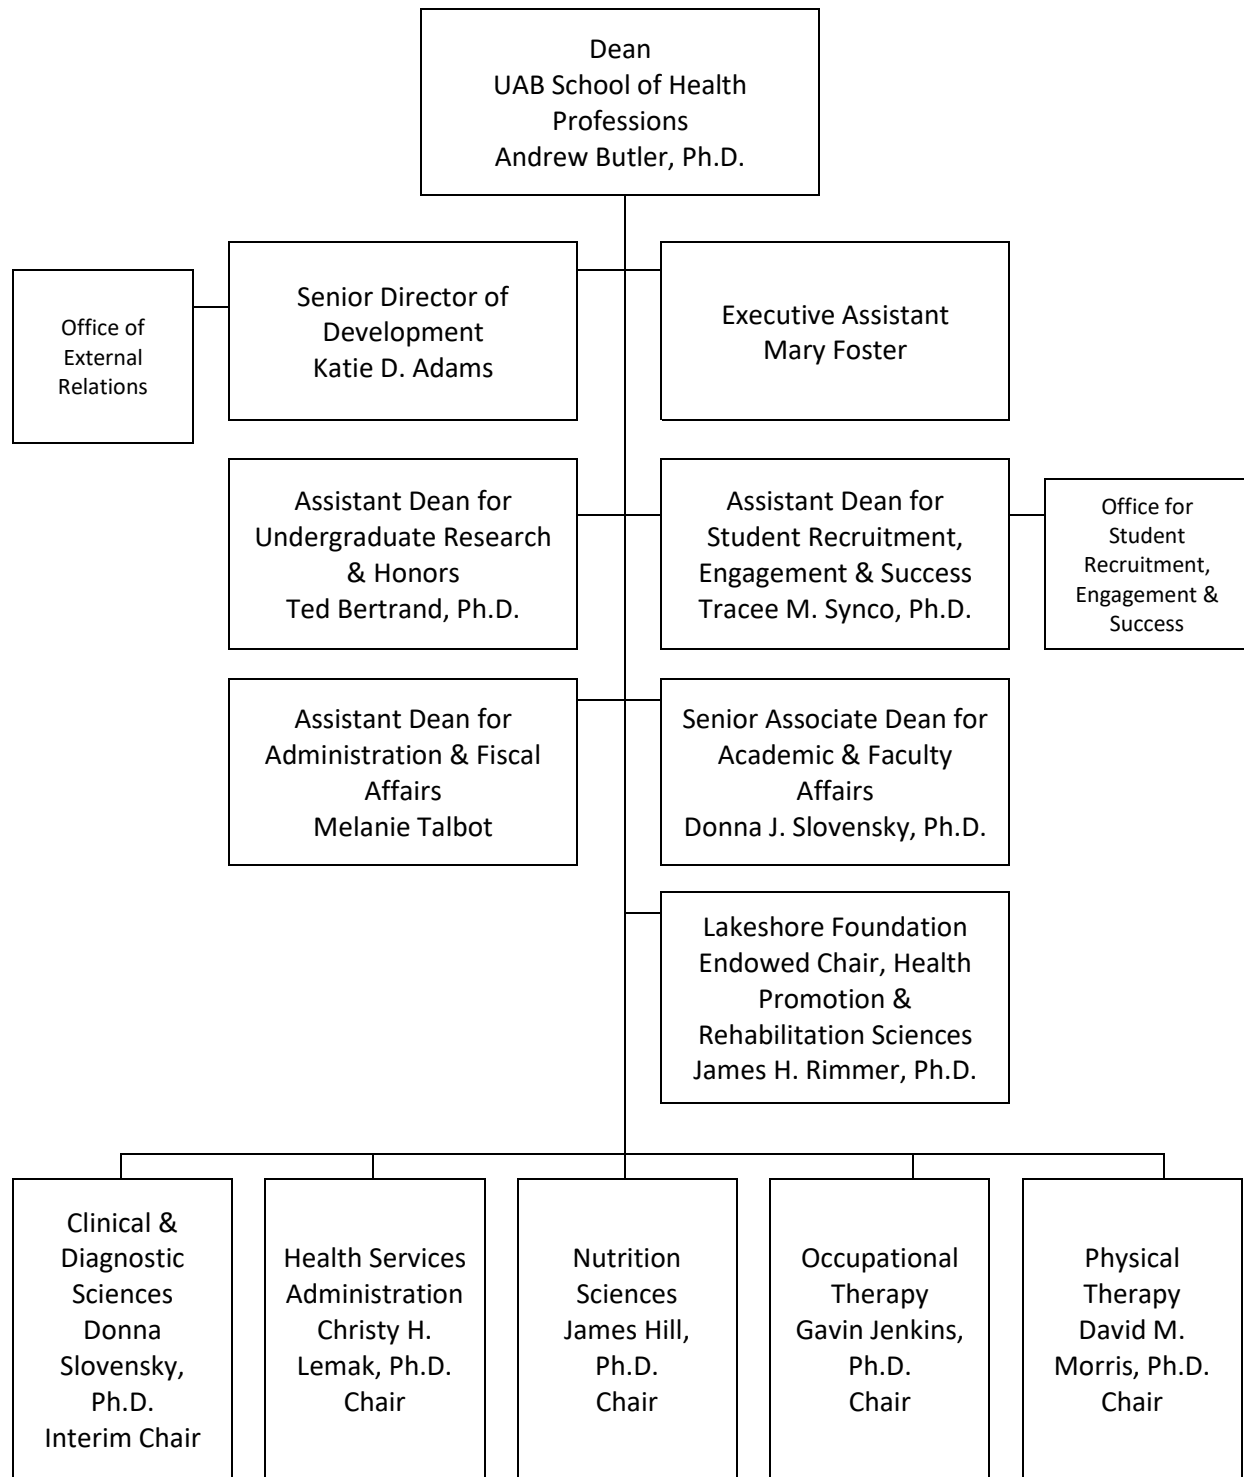 Dean
UAB School of Health
Professions
Andrew Butler, Ph.D.
Office of
External
Relations
Senior Director of
Development
Katie D. Adams
Executive Assistant
Mary Foster
Assistant Dean for
Undergraduate Research
& Honors
Ted Bertrand, Ph.D.
Assistant Dean for
Student Recruitment,
Engagement & Success
Tracee M. Synco, Ph.D.
Office for
Student
Recruitment,
Engagement &
Success
Assistant Dean for
Administration & Fiscal
Affairs
Melanie Talbot
Senior Associate Dean for
Academic & Faculty
Affairs
Donna J. Slovensky, Ph.D.
Lakeshore Foundation
Endowed Chair, Health
Promotion &
Rehabilitation Sciences
James H. Rimmer, Ph.D.
Clinical &
Diagnostic
Sciences
Donna
Slovensky,
Ph.D.
Interim Chair
Health Services
Administration
Christy H.
Lemak, Ph.D.
Chair
Nutrition
Sciences
James Hill,
Ph.D.
Chair
Occupational
Therapy
Gavin Jenkins,
Ph.D.
Chair
Physical
Therapy
David M.
Morris, Ph.D.
Chair